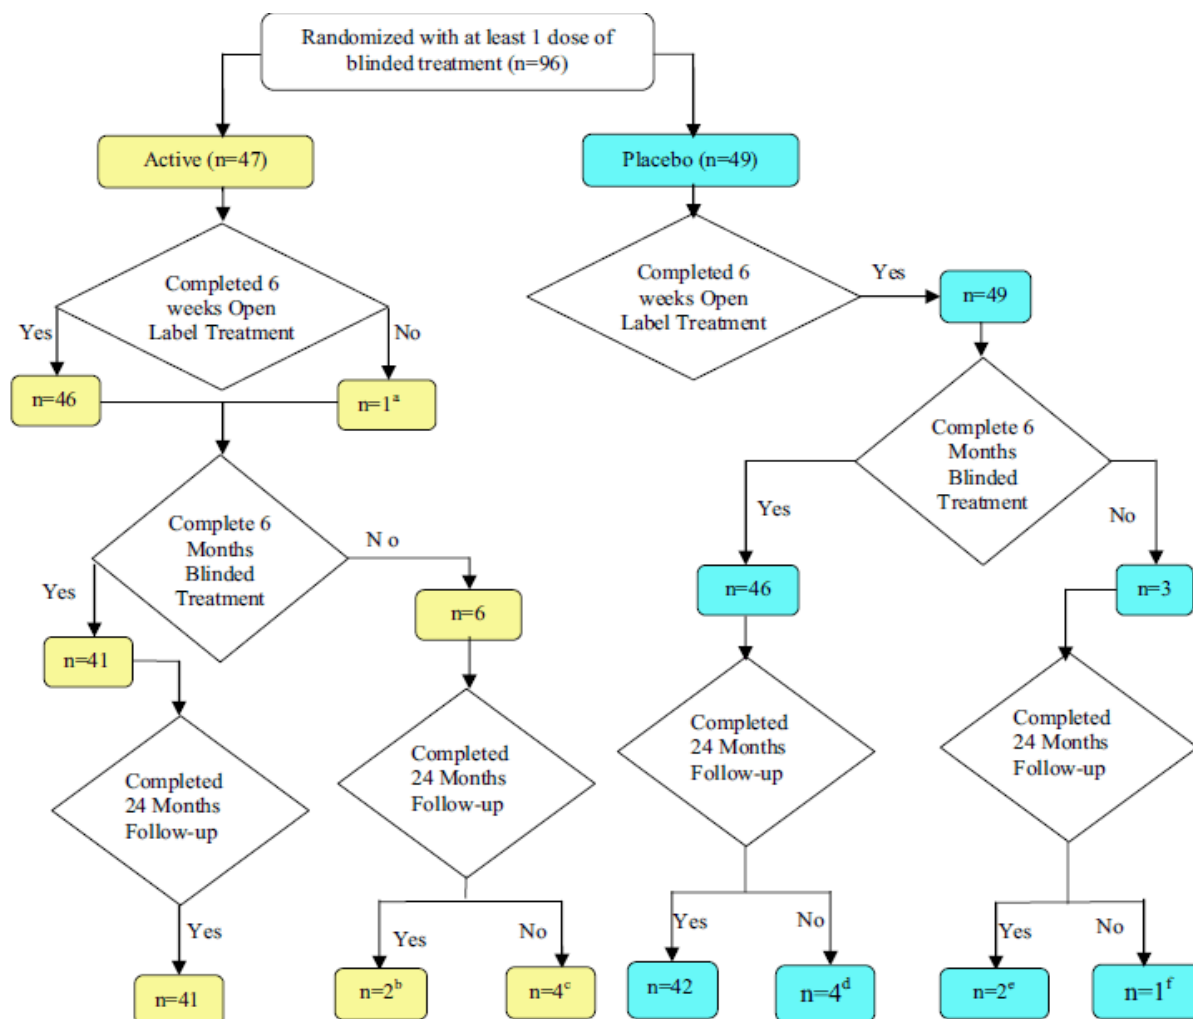 Randomized with at least 1 dose of
blinded treatment (n=96)
Active (n=47)
Placebo (n=49)
Completed 6
weeks Open
Label Treatment
Yes
No
n=46
n=1ᵃ
Completed 6
weeks Open
Label Treatment
Yes
n=49
Complete 6
Months
Blinded
Treatment
Yes
N o
n=41
n=6
Complete 6
Months
Blinded
Treatment
Yes
No
n=46
n=3
Completed
24 Months
Follow-up
Yes
n=41
Completed
24 Months
Follow-up
Yes
No
n=2ᵇ
n=4ᶜ
Completed
24 Months
Follow-up
Yes
No
n=42
n=4ᵈ
Completed
24 Months
Follow-up
Yes
No
n=2ᵉ
n=1ᶠ